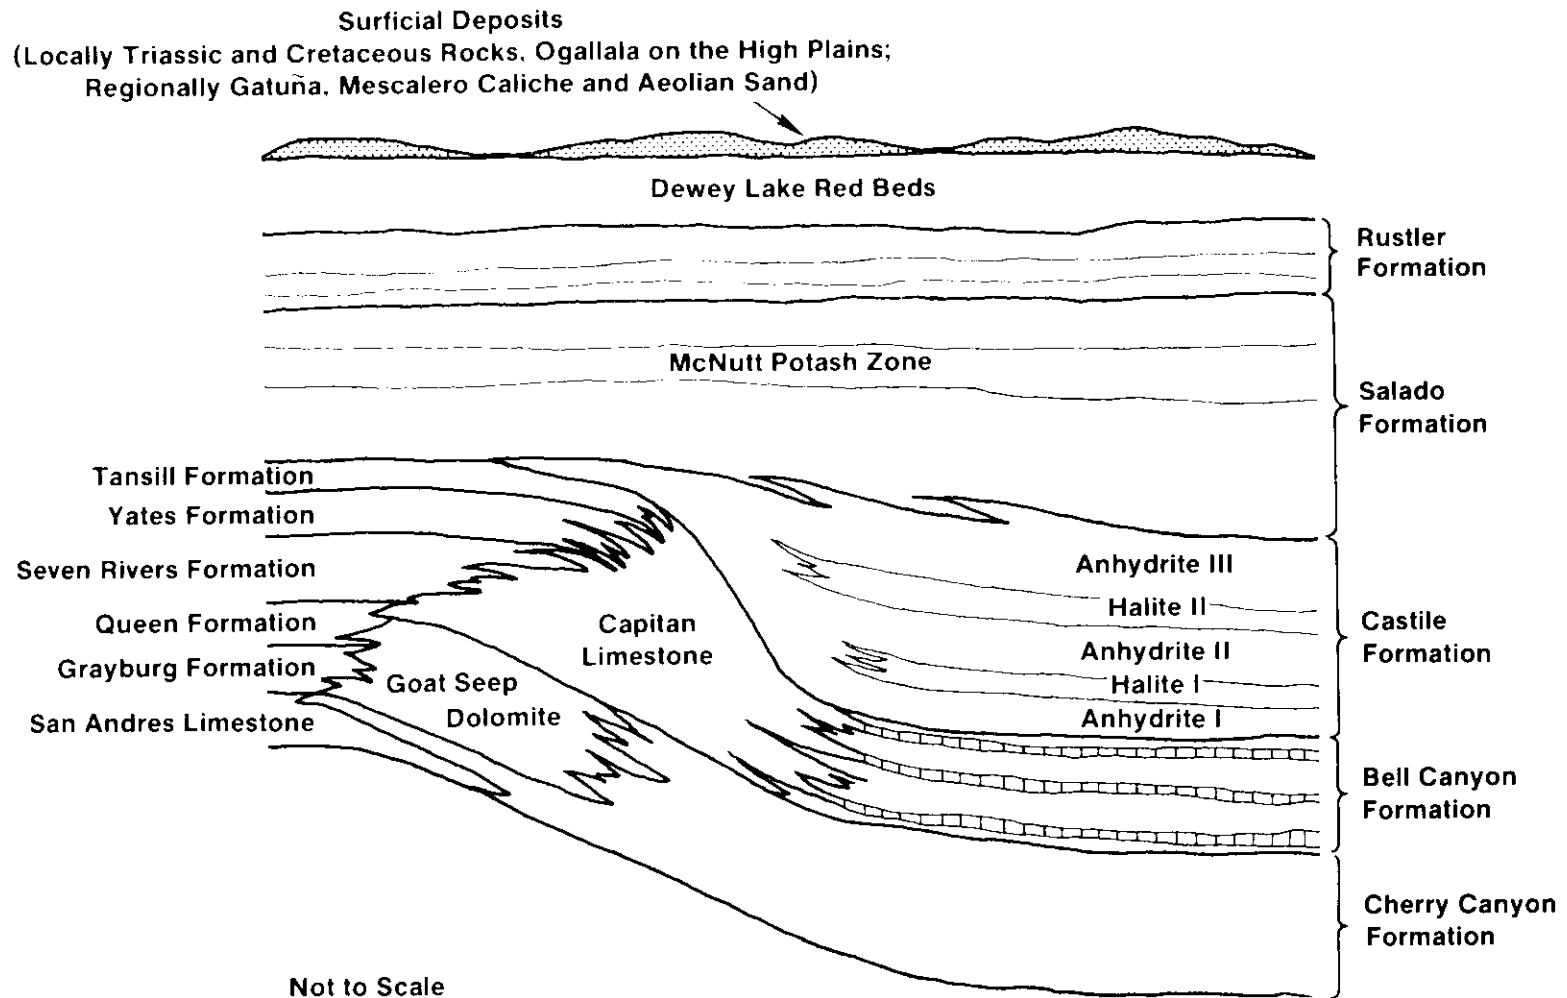 Surficial Deposits
(Locally Triassic and Cretaceous Rocks, Ogallala on the High Plains;
Regionally Gatuña, Mescalero Caliche and Aeolian Sand)
Dewey Lake Red Beds
Rustler
Formation
McNutt Potash Zone
Salado
Formation
Tansill Formation
Yates Formation
Seven Rivers Formation
Queen Formation
Grayburg Formation
San Andres Limestone
Capitan
Limestone
Goat Seep
Dolomite
Anhydrite III
Halite II
Anhydrite II
Halite I
Anhydrite I
Castile
Formation
Bell Canyon
Formation
Cherry Canyon
Formation
Not to Scale